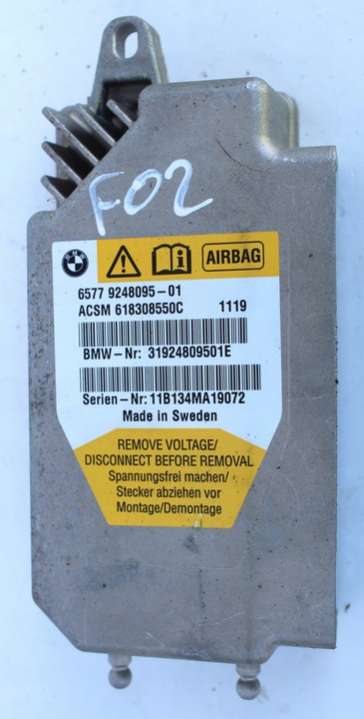 F02
BMW
AIRBAG
6577 9248095-01
ACSM 618308550C 1119
BMW-Nr: 31924809501E
Serien-Nr: 11B134MA19072
Made in Sweden
REMOVE VOLTAGE/
DISCONNECT BEFORE REMOVAL
Spannungsfrei machen/
Stecker abziehen vor
Montage/Demontage